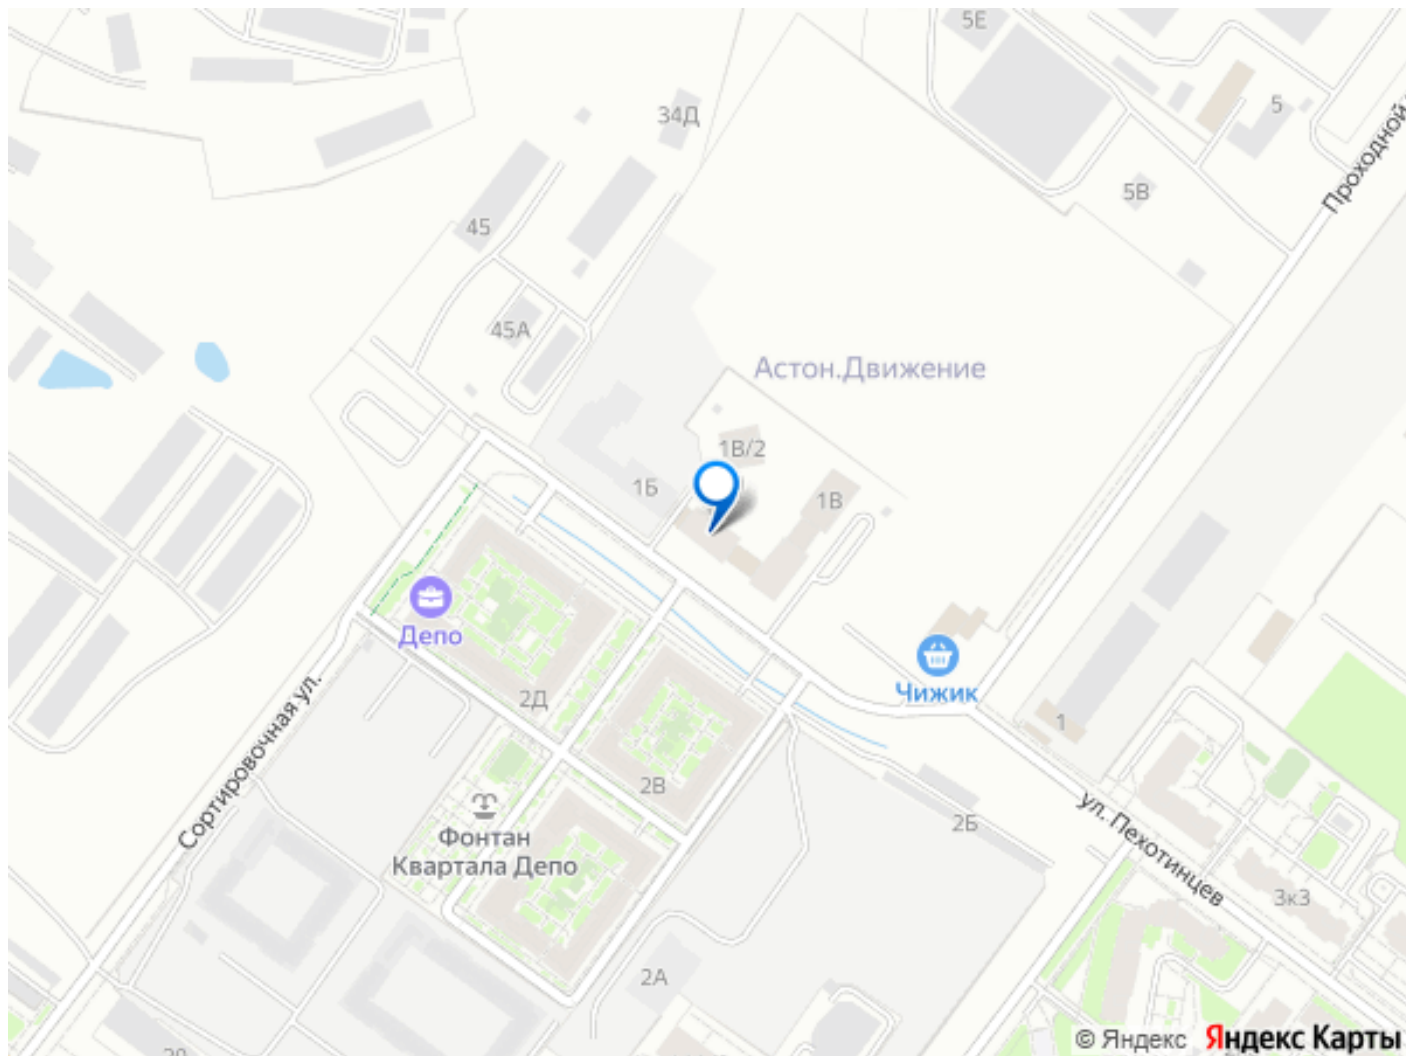 5Е
34Д
5
Проходной
5В
45
45А
Астон.Движение
1В/2
1Б
1В
Депо
Чижик
2Д
1
Сортировочная ул.
2В
ул. Пехотинцев
2Б
Фонтан
Квартала Депо
3к3
2А
© Яндекс Яндекс Карты